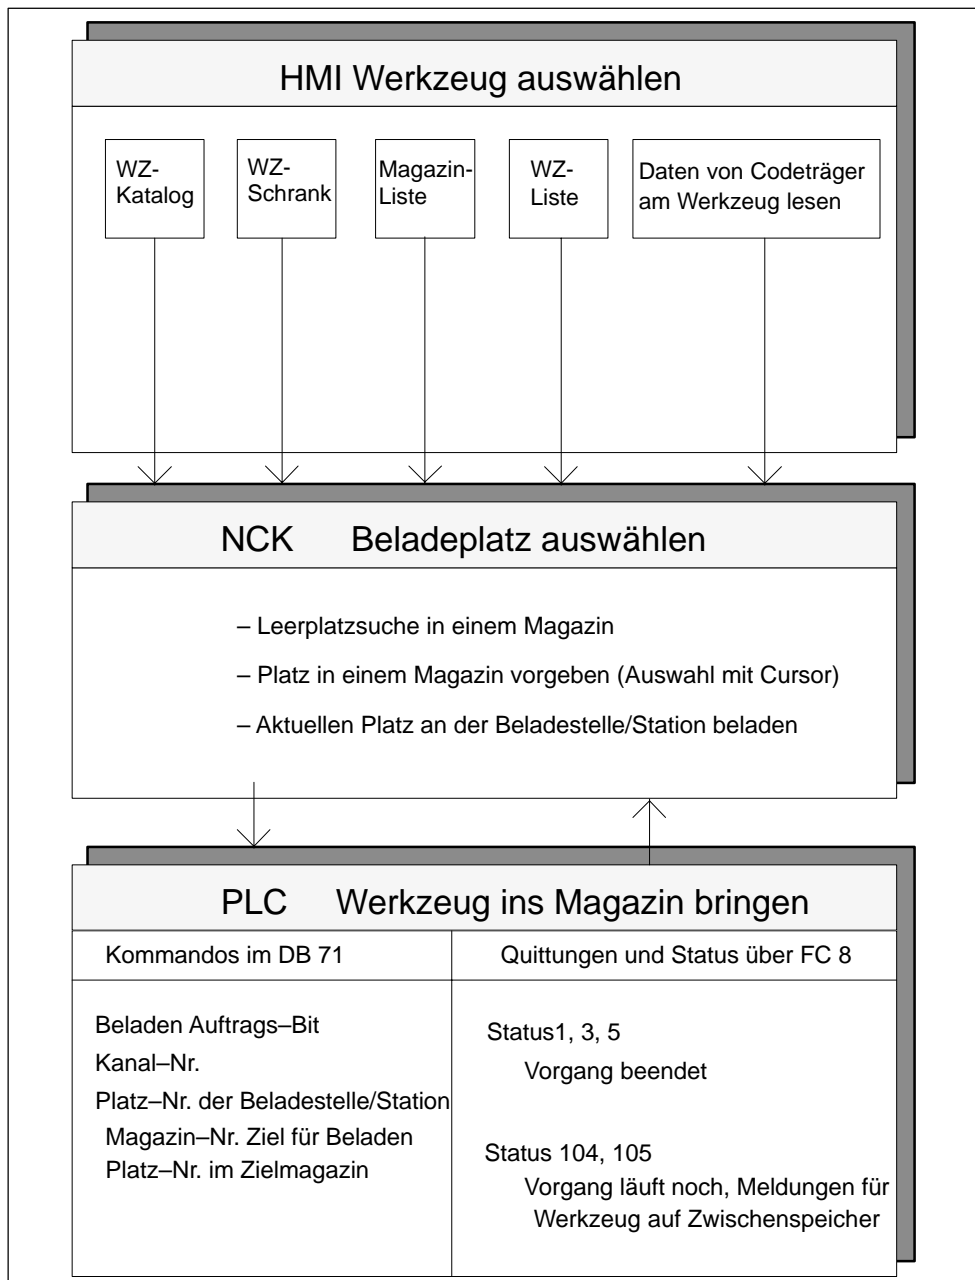 HMI Werkzeug auswählen
WZ-
Katalog
WZ-
Schrank
Magazin-
Liste
WZ-
Liste
Daten von Codeträger
am Werkzeug lesen
NCK Beladeplatz auswählen
– Leerplatzsuche in einem Magazin
– Platz in einem Magazin vorgeben (Auswahl mit Cursor)
– Aktuellen Platz an der Beladestelle/Station beladen
PLC Werkzeug ins Magazin bringen
Kommandos im DB 71
Beladen Auftrags–Bit
Kanal–Nr.
Platz–Nr. der Beladestelle/Station
Magazin–Nr. Ziel für Beladen
Platz–Nr. im Zielmagazin
Quittungen und Status über FC 8
Status1, 3, 5
Vorgang beendet
Status 104, 105
Vorgang läuft noch, Meldungen für
Werkzeug auf Zwischenspeicher